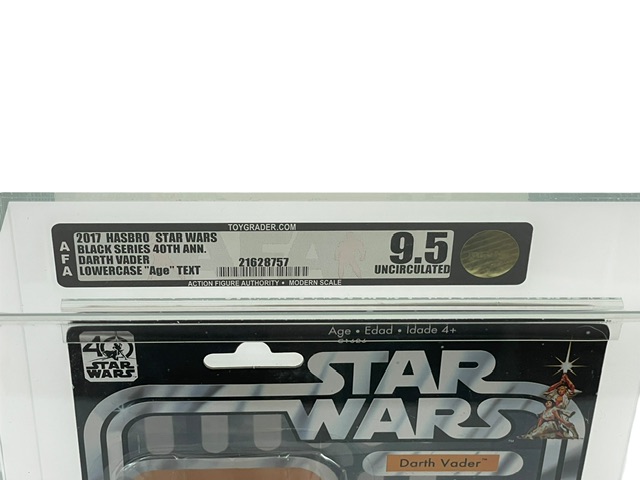 TOYGRADER.COM
AFA
2017 HASBRO STAR WARS
BLACK SERIES 40TH ANN.
DARTH VADER
LOWERCASE "Age" TEXT
21628757
9.5
UNCIRCULATED
ACTION FIGURE AUTHORITY • MODERN SCALE
Age • Edad • Idade 4+
40
STAR
WARS
STAR
WARS
Darth Vader™